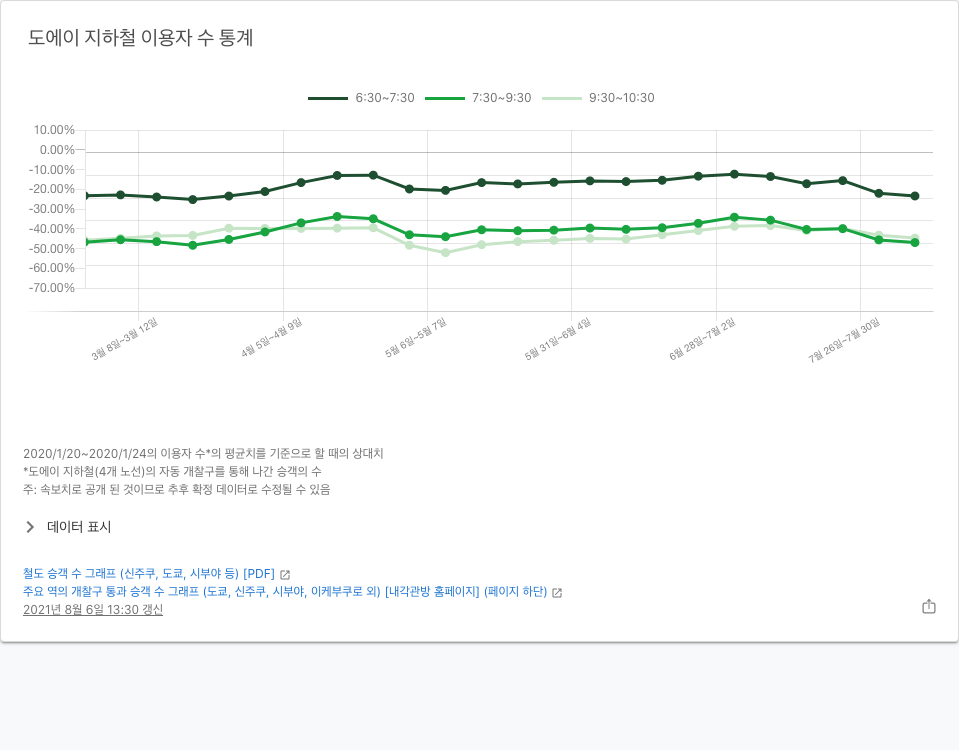 도에이 지하철 이용자 수 통계
6:30~7:30 7:30~9:30 9:30~10:30
10.00%
0.00%
-10.00%
-20.00%
-30.00%
-40.00%
-50.00%
-60.00%
-70.00%
3월 8일~3월 12일
4월 5일~4월 9일
5월 6일~5월 7일
5월 31일~6월 4일
6월 28일~7월 2일
7월 26일~7월 30일
2020/1/20~2020/1/24의 이용자 수*의 평균치를 기준으로 할 때의 상대치
*도에이 지하철(4개 노선)의 자동 개찰구를 통해 나간 승객의 수
주: 속보치로 공개 된 것이므로 추후 확정 데이터로 수정될 수 있음
데이터 표시
철도 승객 수 그래프 (신주쿠, 도쿄, 시부야 등) [PDF]
주요 역의 개찰구 통과 승객 수 그래프 (도쿄, 신주쿠, 시부야, 이케부쿠로 외) [내각관방 홈페이지] (페이지 하단)
2021년 8월 6일 13:30 갱신